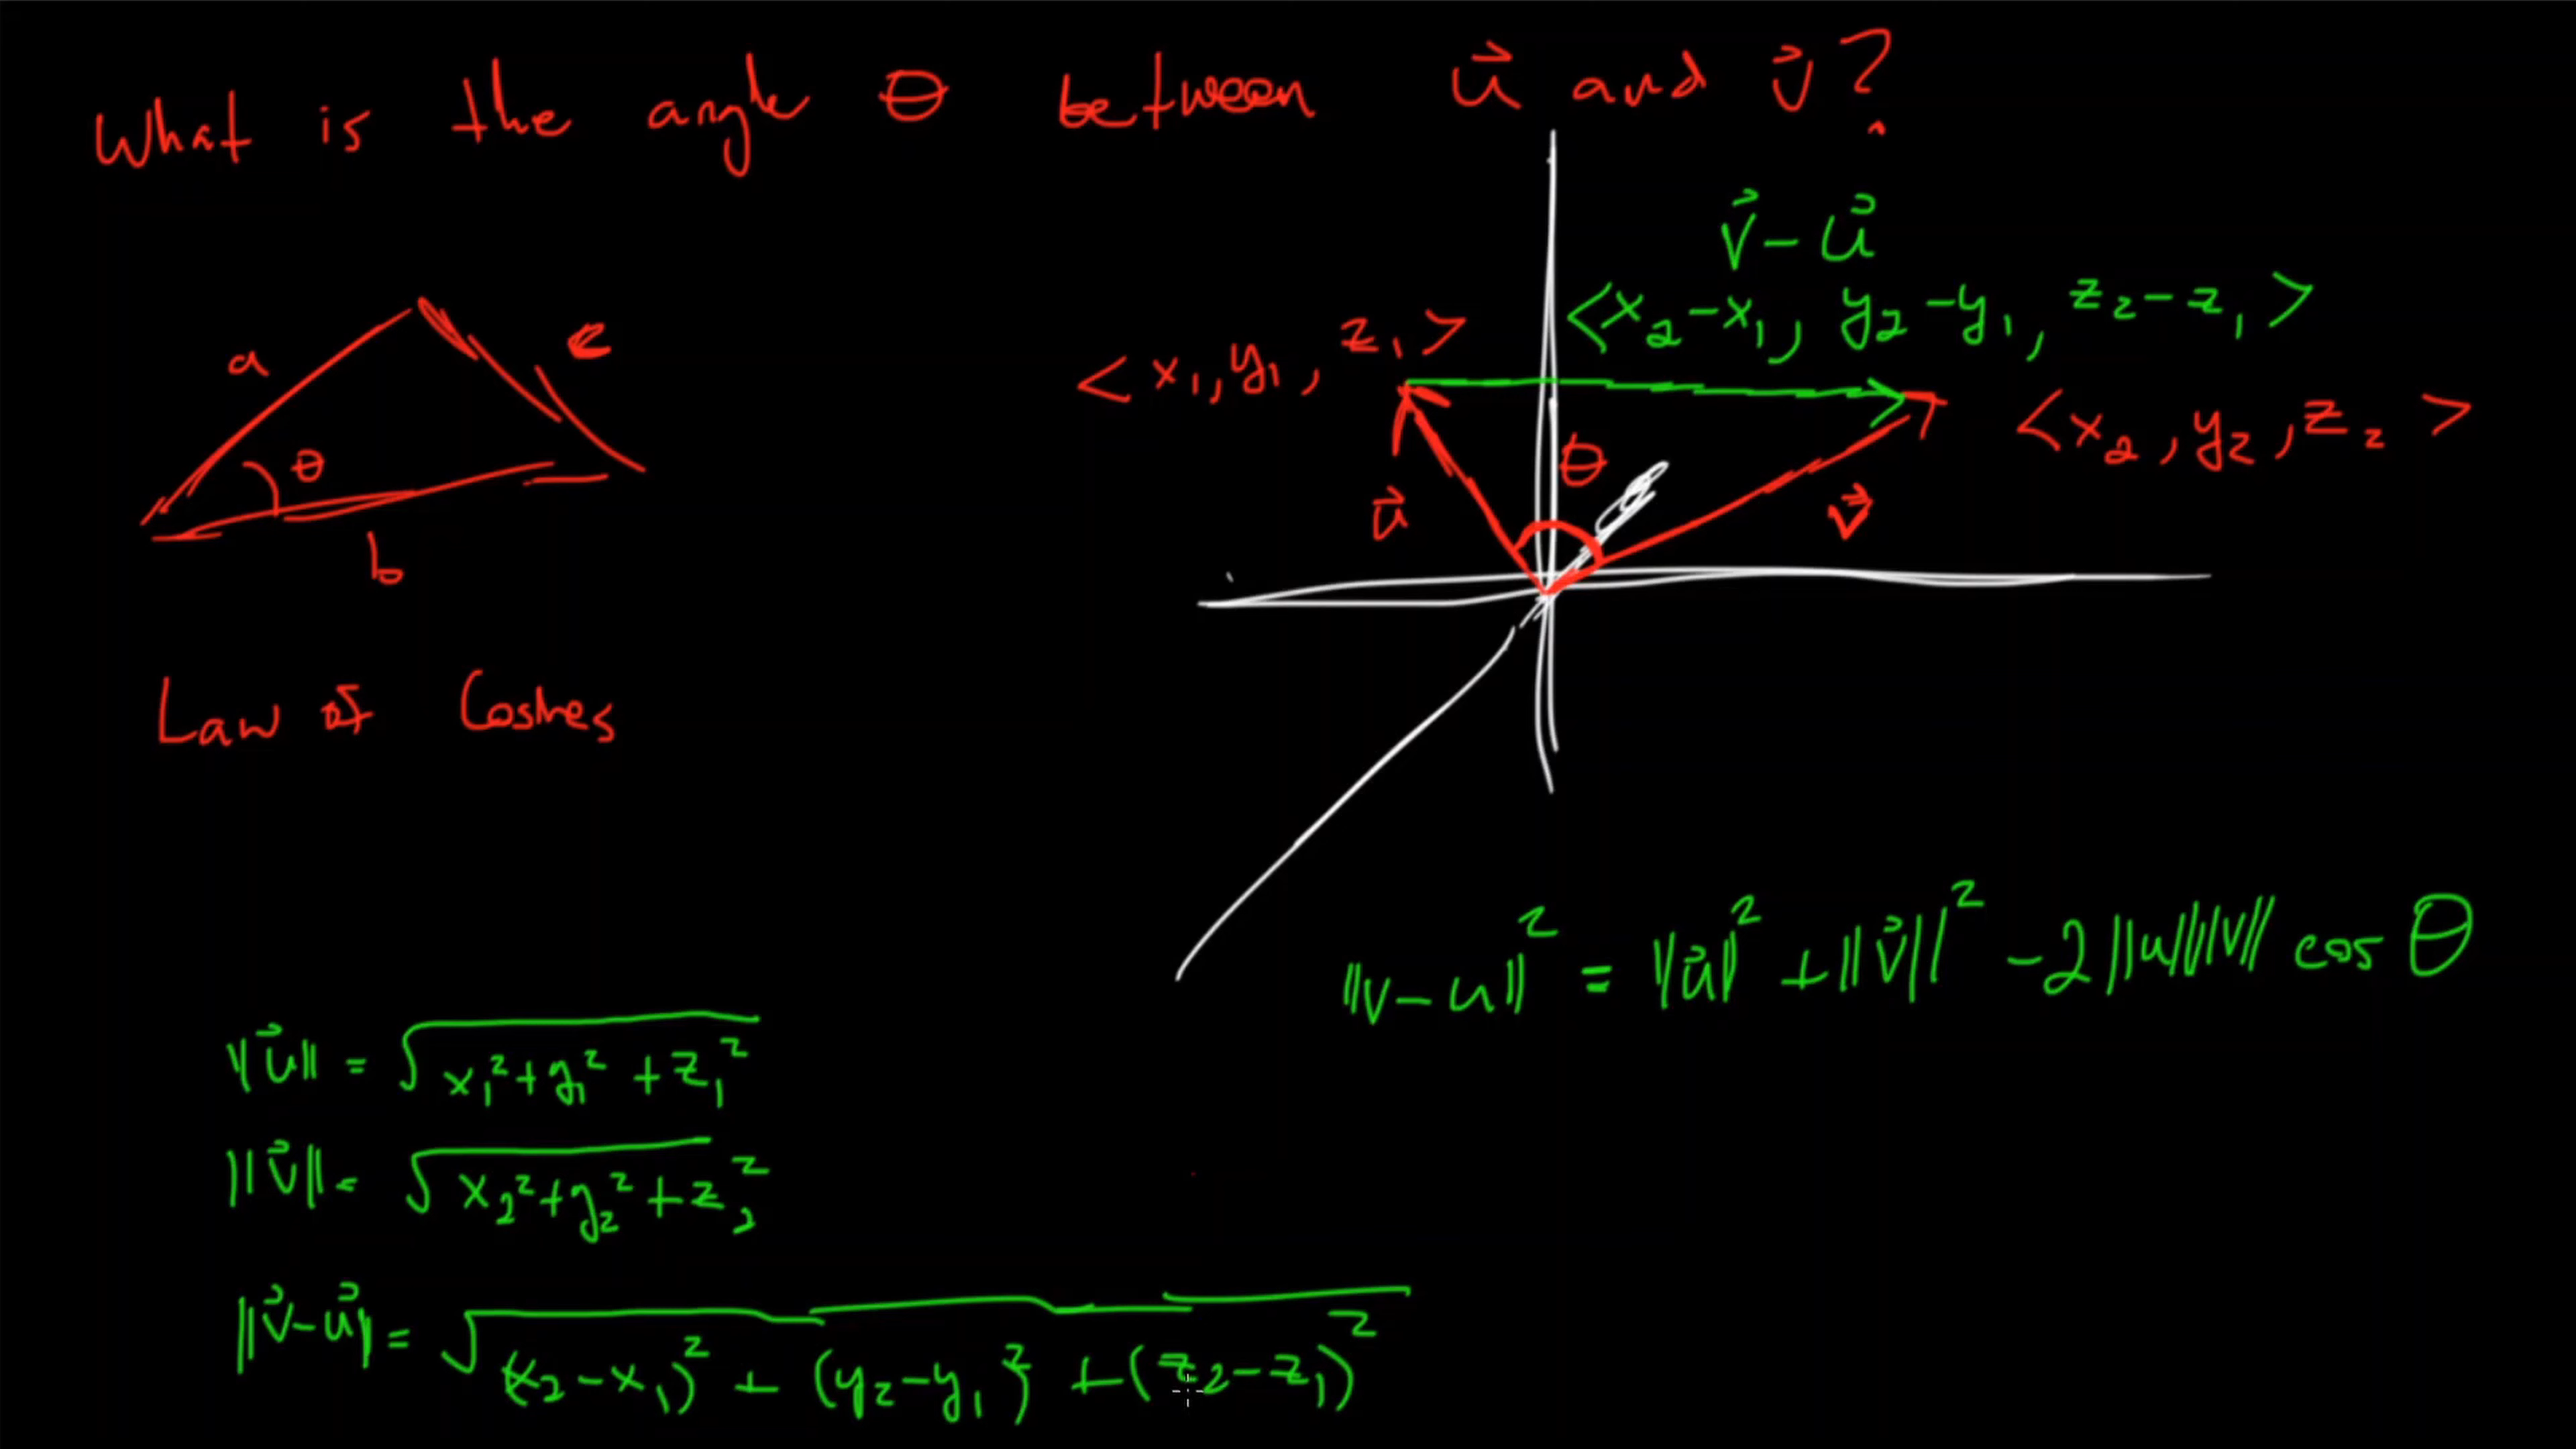 What is the angle θ between u⃗ and v⃗?
v⃗ - u⃗
<x₂-x₁, y₂-y₁, z₂-z₁>
<x₁, y₁, z₁>
<x₂, y₂, z₂>
a
c
θ
b
θ
u⃗
v⃗
Law of Cosines
‖v-u‖² = ‖u⃗‖² + ‖v⃗‖² - 2‖u‖‖v‖ cos θ
‖u⃗‖ = √(x₁² + y₁² + z₁²)
‖v⃗‖ = √(x₂² + y₂² + z₂²)
‖v⃗-u⃗‖ = √((x₂-x₁)² + (y₂-y₁)² + (z₂-z₁)²)